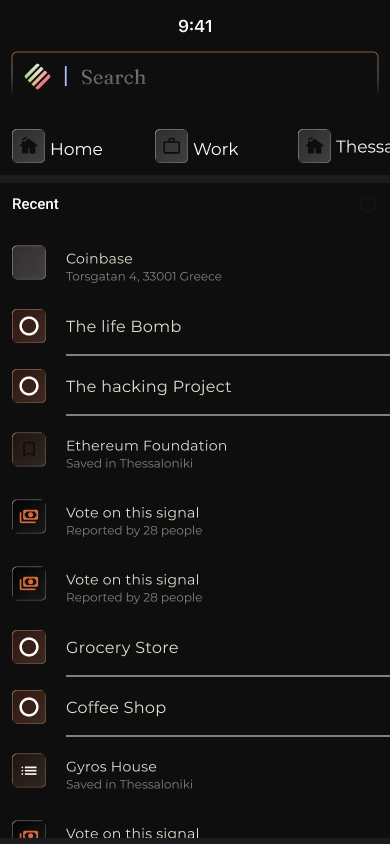 9:41
Search
Home
Work
Thessa
Recent
Coinbase
Torsgatan 4, 33001 Greece
The life Bomb
The hacking Project
Ethereum Foundation
Saved in Thessaloniki
Vote on this signal
Reported by 28 people
Vote on this signal
Reported by 28 people
Grocery Store
Coffee Shop
Gyros House
Saved in Thessaloniki
Vote on this signal